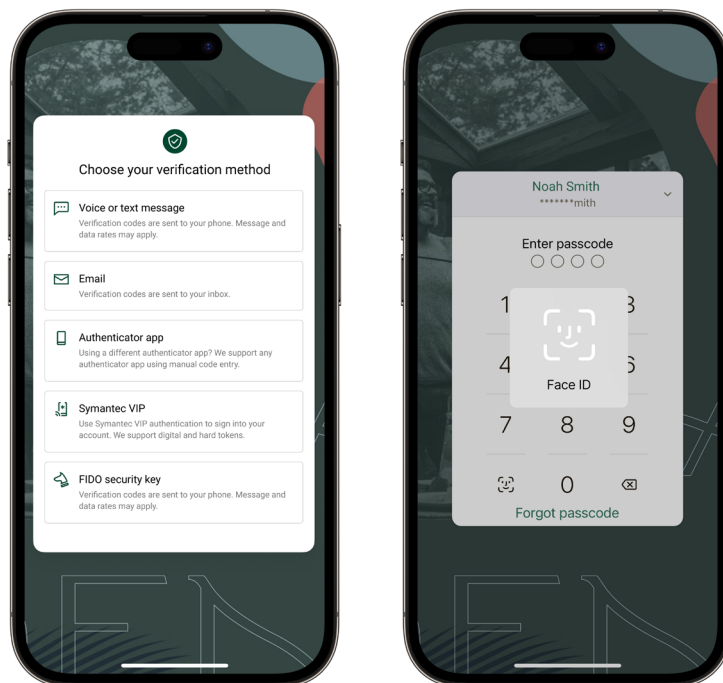 Choose your verification method
Voice or text message
Verification codes are sent to your phone. Message and
data rates may apply.
Email
Verification codes are sent to your inbox.
Authenticator app
Using a different authenticator app? We support any
authenticator app using manual code entry.
Symantec VIP
Use Symantec VIP authentication to sign into your
account. We support digital and hard tokens.
FIDO security key
Verification codes are sent to your phone. Message and
data rates may apply.
Noah Smith
*******mith
Enter passcode
1 3
4 6
Face ID
7 8 9
0
Forgot passcode